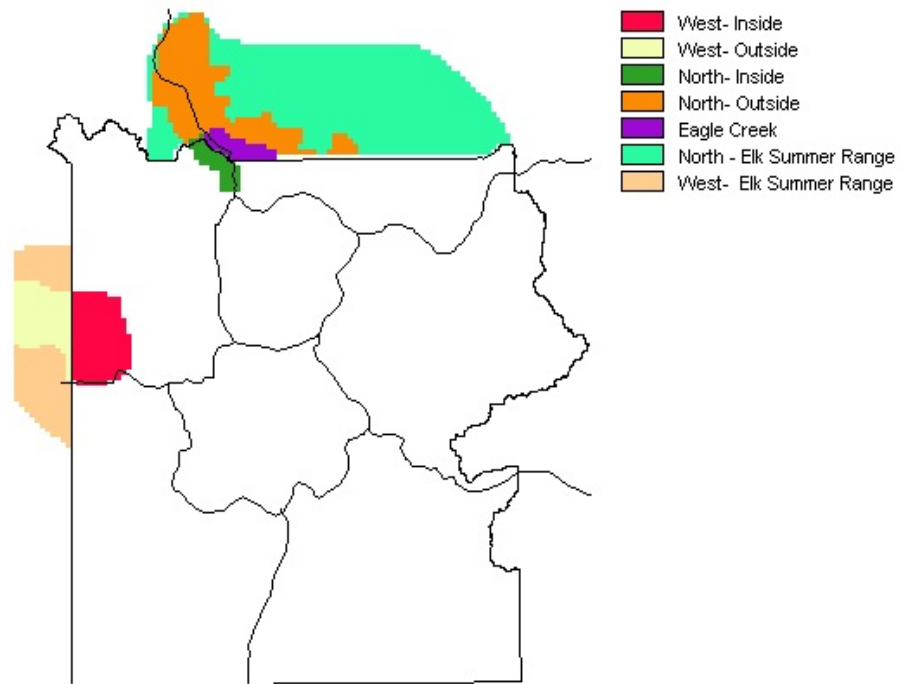 West- Inside
West- Outside
North- Inside
North- Outside
Eagle Creek
North - Elk Summer Range
West- Elk Summer Range